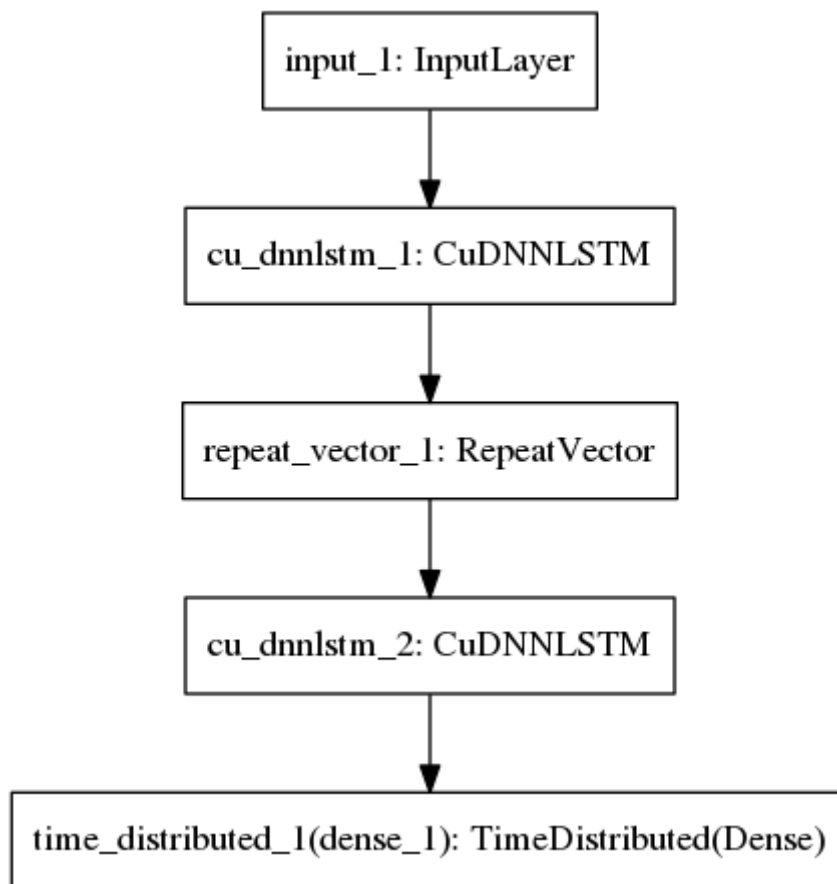 input_1: InputLayer
cu_dnnlstm_1: CuDNNLSTM
repeat_vector_1: RepeatVector
cu_dnnlstm_2: CuDNNLSTM
time_distributed_1(dense_1): TimeDistributed(Dense)